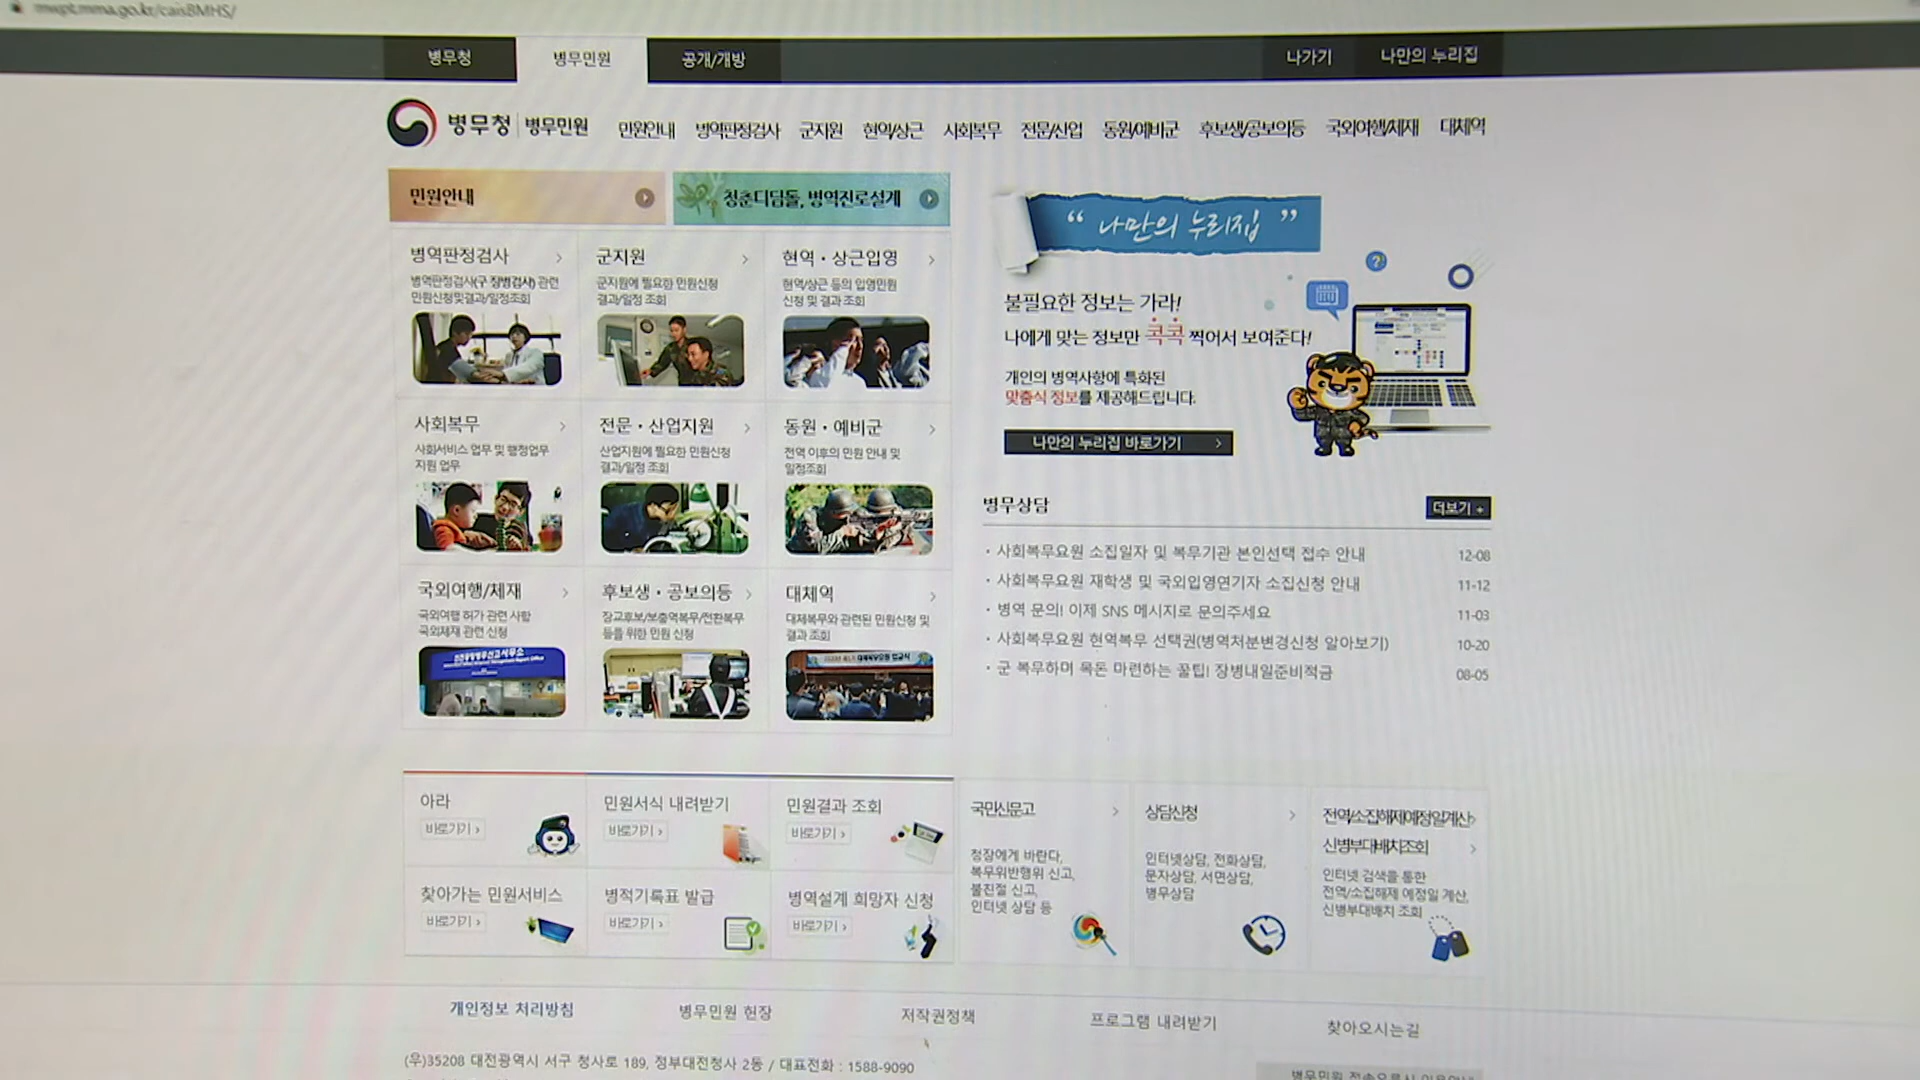 mwpt.mma.go.kr/caisBMHS/
병무청 병무민원 공개/개방 나가기 나만의 누리집
병무청 병무민원 민원안내 병역판정검사 군지원 현역/상근 사회복무 전문/산업 동원/예비군 후보생/공보의등 국외여행/체재 대체역
민원안내
청춘디딤돌, 병역진로설계
병역판정검사
병역판정검사(구 징병검사) 관련
민원신청및결과/일정조회
군지원
군지원에 필요한 민원신청
결과/일정 조회
현역·상근입영
현역/상근 등의 입영민원
신청 및 결과 조회
사회복무
사회서비스 업무 및 행정업무
지원 업무
전문·산업지원
산업지원에 필요한 민원신청
결과/일정 조회
동원·예비군
전역 이후의 민원 안내 및
일정조회
국외여행/체재
국외여행 허가 관련 사항
국외체재 관련 신청
후보생·공보의등
장교후보/보충역복무/전환복무
등을 위한 민원 신청
대체역
대체복무와 관련된 민원신청 및
결과 조회
“ 나만의 누리집 ”
불필요한 정보는 가라!
나에게 맞는 정보만 콕콕 찍어서 보여준다!
개인의 병역사항에 특화된
맞춤식 정보를 제공해드립니다.
나만의 누리집 바로가기 >
병무상담 더보기 +
· 사회복무요원 소집일자 및 복무기관 본인선택 접수 안내 12-08
· 사회복무요원 재학생 및 국외입영연기자 소집신청 안내 11-12
· 병역 문의! 이제 SNS 메시지로 문의주세요 11-03
· 사회복무요원 현역복무 선택권(병역처분변경신청 알아보기) 10-20
· 군 복무하며 목돈 마련하는 꿀팁! 장병내일준비적금 08-05
아라
바로가기 >
민원서식 내려받기
바로가기 >
민원결과 조회
바로가기 >
찾아가는 민원서비스
바로가기 >
병적기록표 발급
바로가기 >
병역설계 희망자 신청
바로가기 >
국민신문고
청장에게 바란다,
복무위반행위 신고,
불친절 신고,
인터넷 상담 등
상담신청
인터넷상담, 전화상담,
문자상담, 서면상담,
병무상담
전역/소집해제예정일계산
신병부대배치조회
인터넷 검색을 통한
전역/소집해제 예정일 계산,
신병부대배치 조회
개인정보 처리방침 병무민원 헌장 저작권정책 프로그램 내려받기 찾아오시는길
(우)35208 대전광역시 서구 청사로 189, 정부대전청사 2동 / 대표전화 : 1588-9090